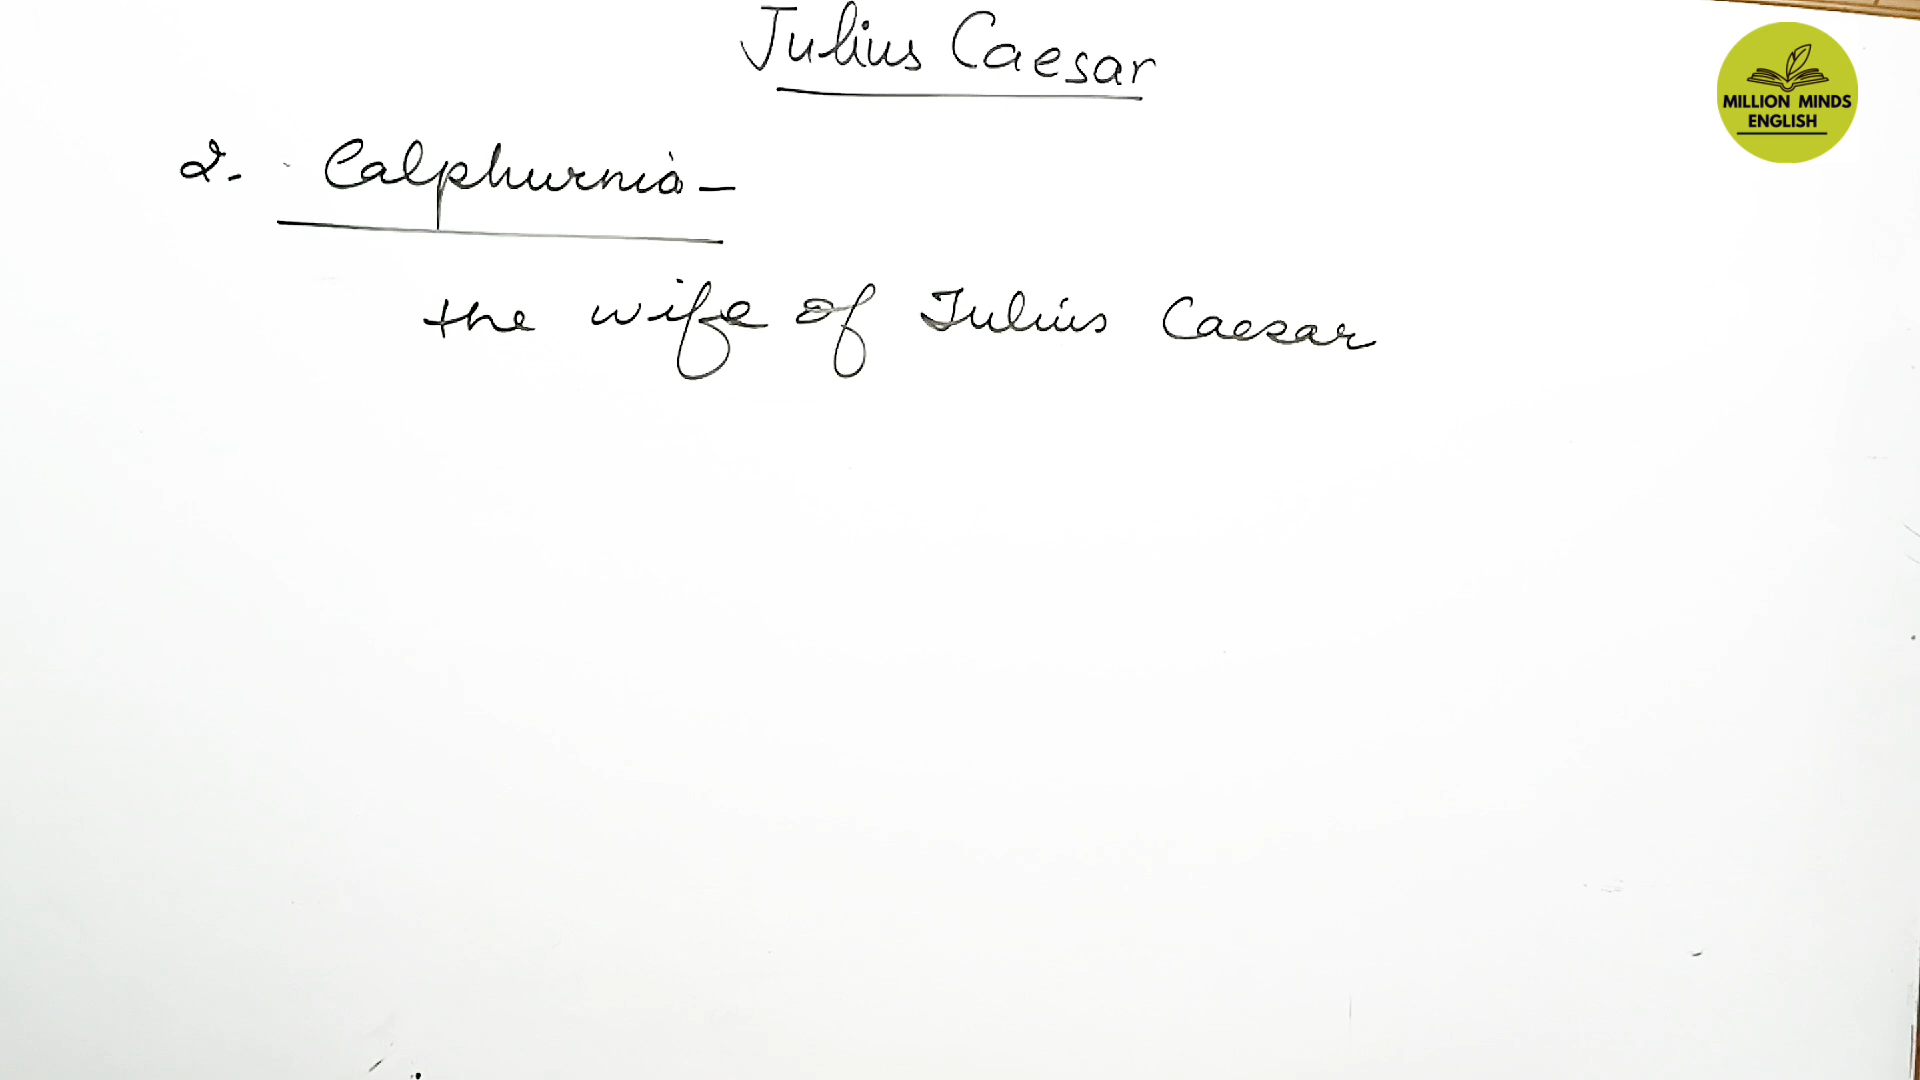 Julius Caesar
MILLION MINDS
ENGLISH
2. Calphurnia-
the wife of Julius Caesar